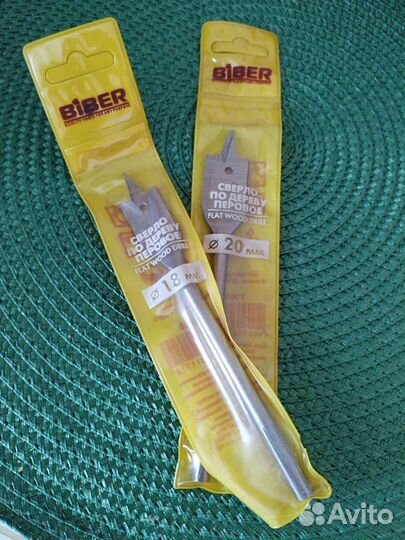 BiBER
СВЕРЛО
ПО ДЕРЕВУ
ПЕРОВОЕ
FLAT WOOD DRILL
ø 18 мм
BiBER
СВЕРЛО
ПО ДЕРЕВУ
ПЕРОВОЕ
FLAT WOOD DRILL
ø 20 мм
Avito